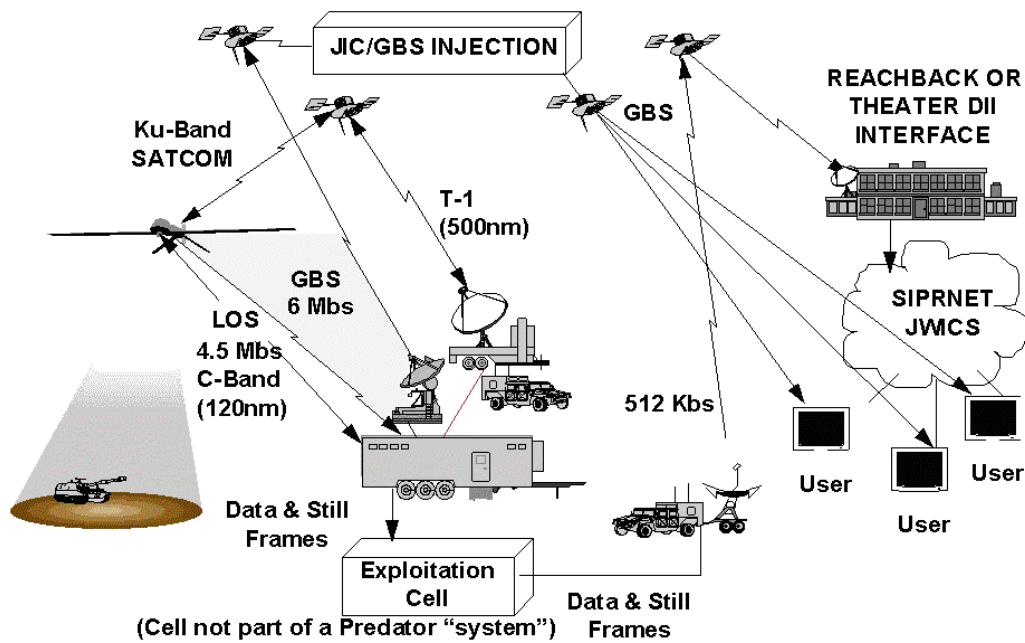 JIC/GBS INJECTION
REACHBACK OR
THEATER DII
INTERFACE
GBS
Ku-Band
SATCOM
T-1
(500nm)
GBS
6 Mbs
LOS
4.5 Mbs
C-Band
(120nm)
SIPRNET
JWICS
512 Kbs
User
User
User
Data & Still
Frames
Exploitation
Cell
Data & Still
Frames
(Cell not part of a Predator “system”)